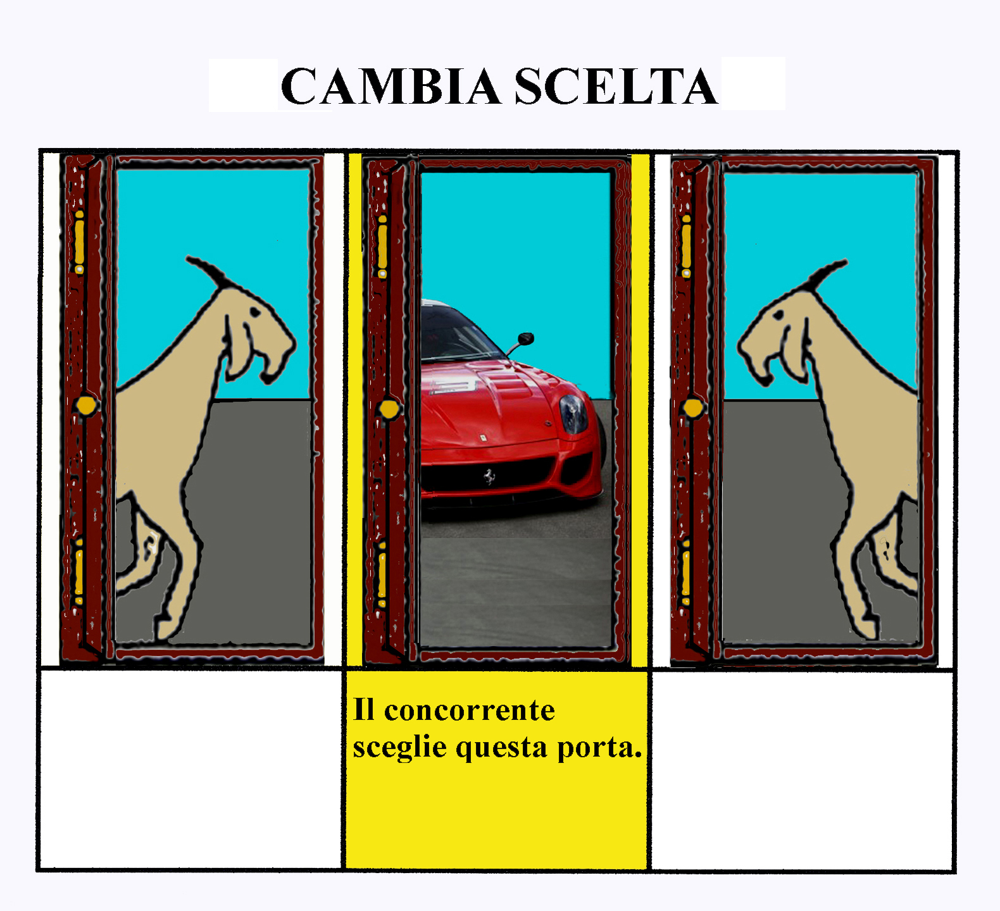 CAMBIA SCELTA
Il concorrente
sceglie questa porta.